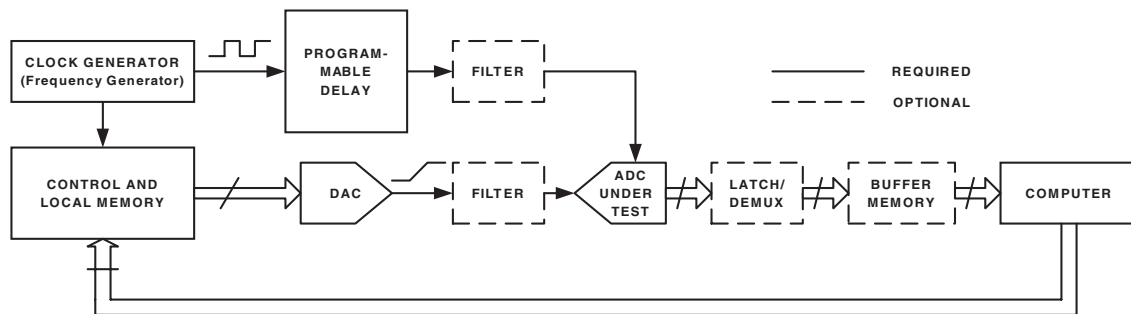 CLOCK GENERATOR
(Frequency Generator)
PROGRAM-
MABLE
DELAY
FILTER
REQUIRED
OPTIONAL
CONTROL AND
LOCAL MEMORY
DAC
FILTER
ADC
UNDER
TEST
LATCH/
DEMUX
BUFFER
MEMORY
COMPUTER